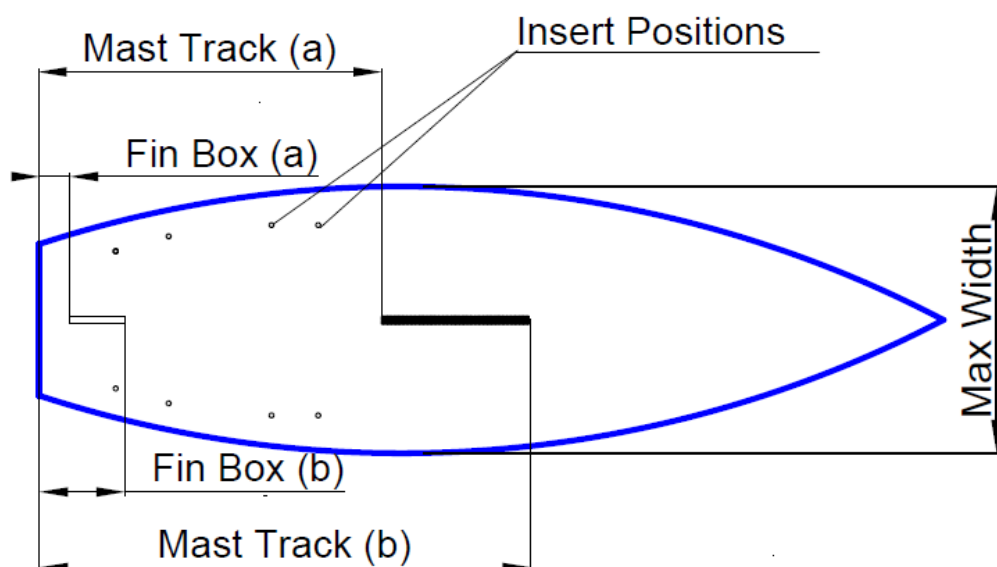 Insert Positions
Mast Track (a)
Fin Box (a)
Max Width
Fin Box (b)
Mast Track (b)